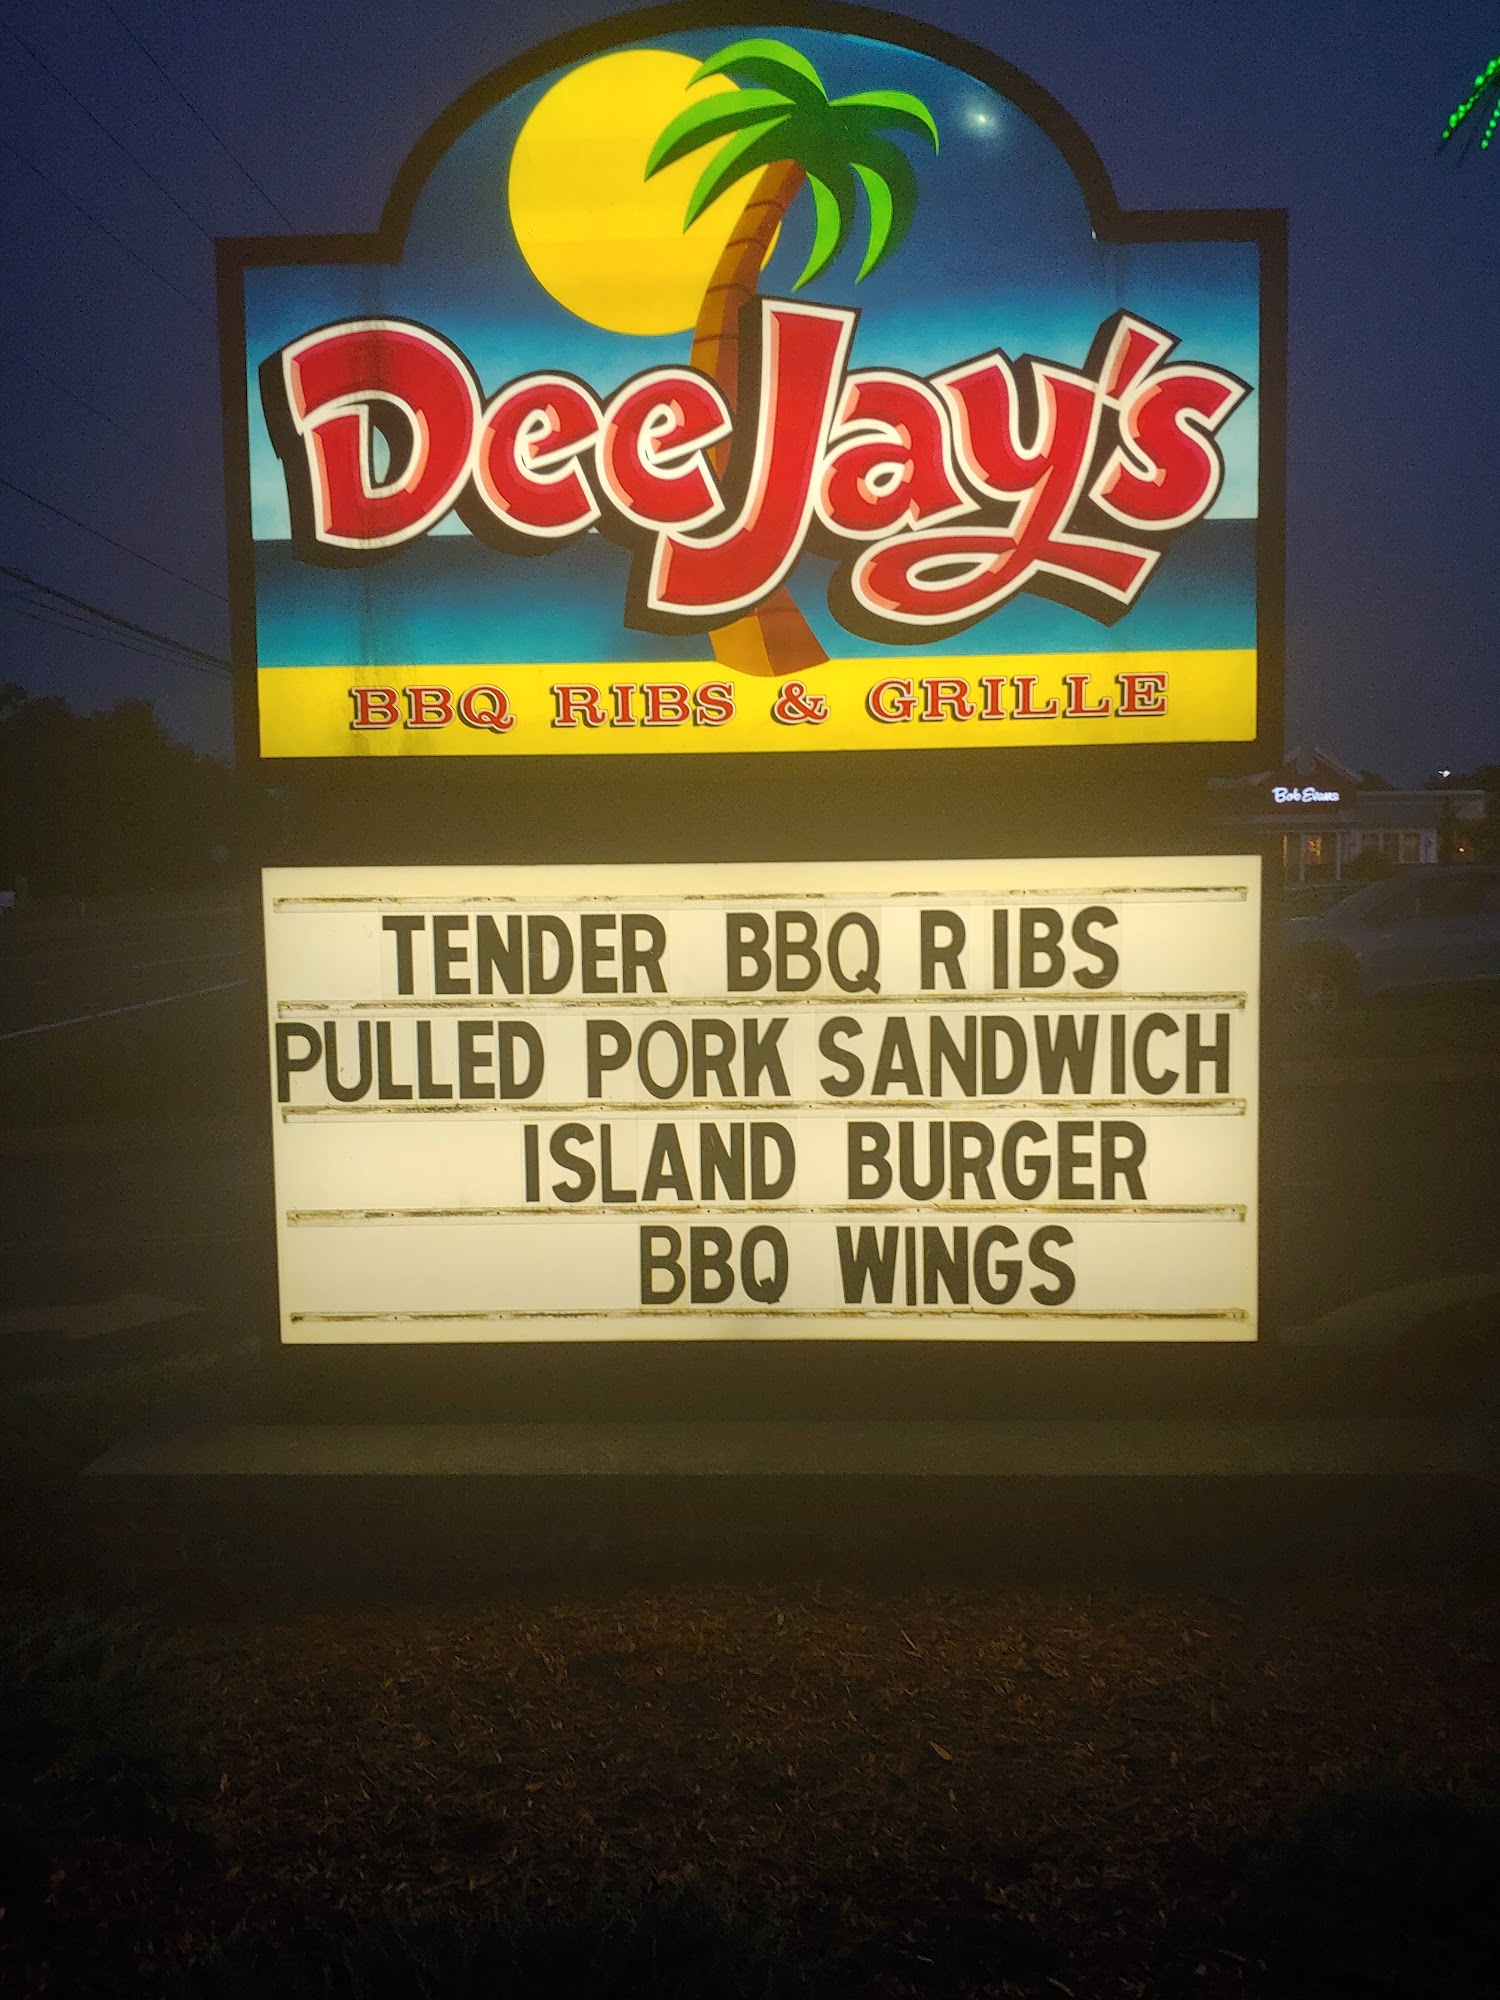 DeeJay's
BBQ RIBS & GRILLE
Bob Evans
TENDER BBQ RIBS
PULLED PORK SANDWICH
ISLAND BURGER
BBQ WINGS